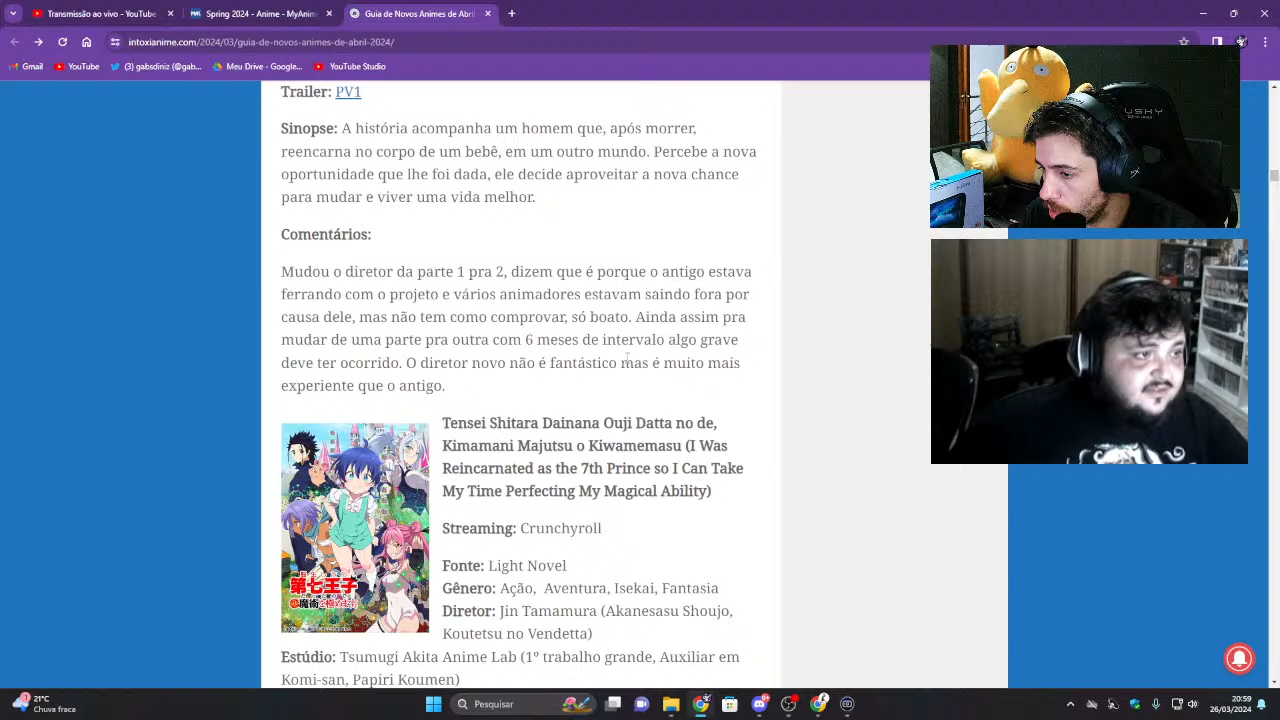 Transmissão ao Vivo - YouTu
Spring 2024 - Anime - Anim
Guia de Novos Animes de Abril
intoxianime.com/2024/03/guia-de-novos-animes-de-abril-2024/
Gmail
YouTube
(3) gabsdiniz (@gab...
Meu Drive - Google...
YouTube Studio
Trailer: PV1
Sinopse: A história acompanha um homem que, após morrer,
reencarna no corpo de um bebê, em um outro mundo. Percebe a nova
oportunidade que lhe foi dada, ele decide aproveitar a nova chance
para mudar e viver uma vida melhor.
Comentários:
Mudou o diretor da parte 1 pra 2, dizem que é porque o antigo estava
ferrando com o projeto e vários animadores estavam saindo fora por
causa dele, mas não tem como comprovar, só boato. Ainda assim pra
mudar de uma parte pra outra com 6 meses de intervalo algo grave
deve ter ocorrido. O diretor novo não é fantástico mas é muito mais
experiente que o antigo.
Tensei Shitara Dainana Ouji Datta no de,
Kimamani Majutsu o Kiwamemasu (I Was
Reincarnated as the 7th Prince so I Can Take
My Time Perfecting My Magical Ability)
Streaming: Crunchyroll
Fonte: Light Novel
Gênero: Ação, Aventura, Isekai, Fantasia
Diretor: Jin Tamamura (Akanesasu Shoujo,
Koutetsu no Vendetta)
Estúdio: Tsumugi Akita Anime Lab (1º trabalho grande, Auxiliar em
Komi-san, Papiri Koumen)
第七王子
USKY
21°C
Chuva fraca
Pesquisar
20:59
26/03/2024